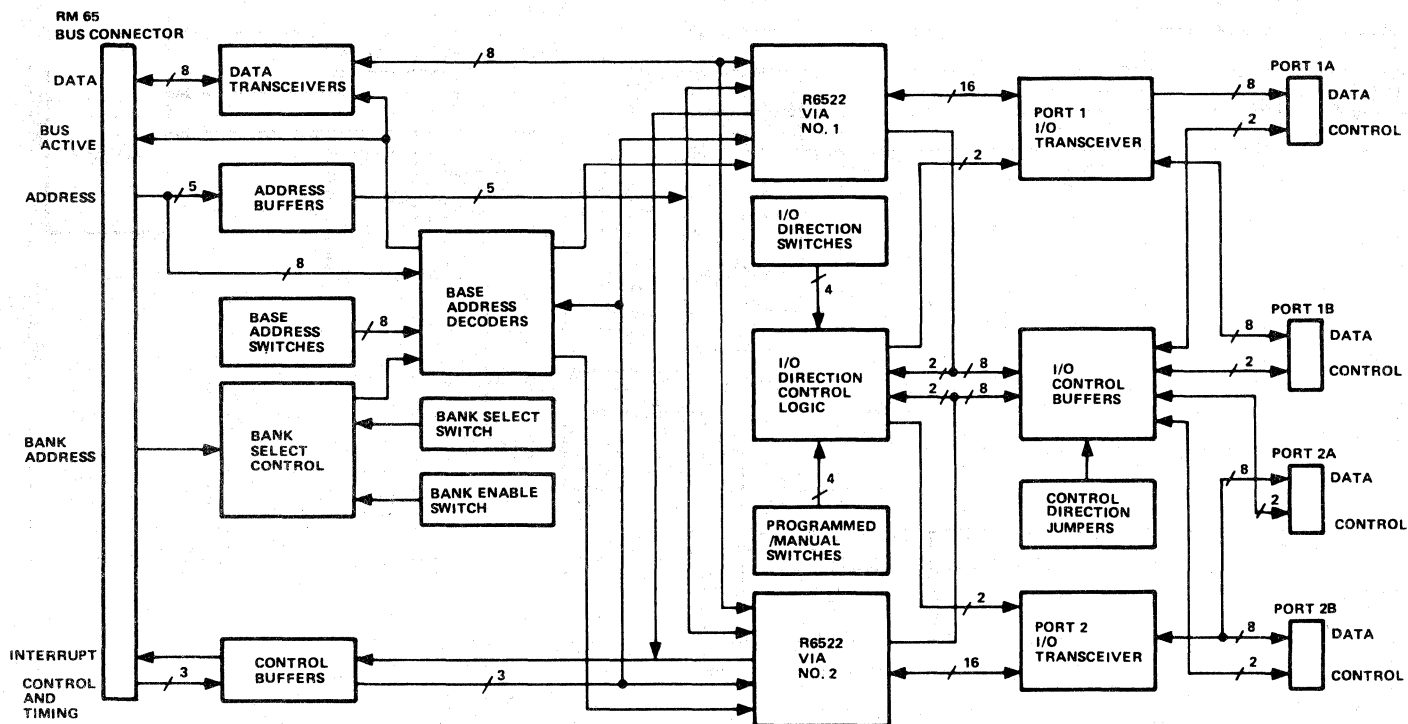 RM 65
BUS CONNECTOR
DATA
8
DATA
TRANSCEIVERS
8
BUS
ACTIVE
ADDRESS
5
ADDRESS
BUFFERS
5
8
BASE
ADDRESS
SWITCHES
8
BASE
ADDRESS
DECODERS
BANK
ADDRESS
BANK
SELECT
CONTROL
BANK SELECT
SWITCH
BANK ENABLE
SWITCH
INTERRUPT
CONTROL
AND
TIMING
3
CONTROL
BUFFERS
3
R6522
VIA
NO. 1
16
2
I/O
DIRECTION
SWITCHES
4
I/O
DIRECTION
CONTROL
LOGIC
2
8
2
8
4
PROGRAMMED
/MANUAL
SWITCHES
R6522
VIA
NO. 2
2
16
PORT 1
I/O
TRANSCEIVER
I/O
CONTROL
BUFFERS
CONTROL
DIRECTION
JUMPERS
PORT 2
I/O
TRANSCEIVER
PORT 1A
8
DATA
2
CONTROL
PORT 1B
8
DATA
2
CONTROL
PORT 2A
8
DATA
2
CONTROL
PORT 2B
8
DATA
2
CONTROL